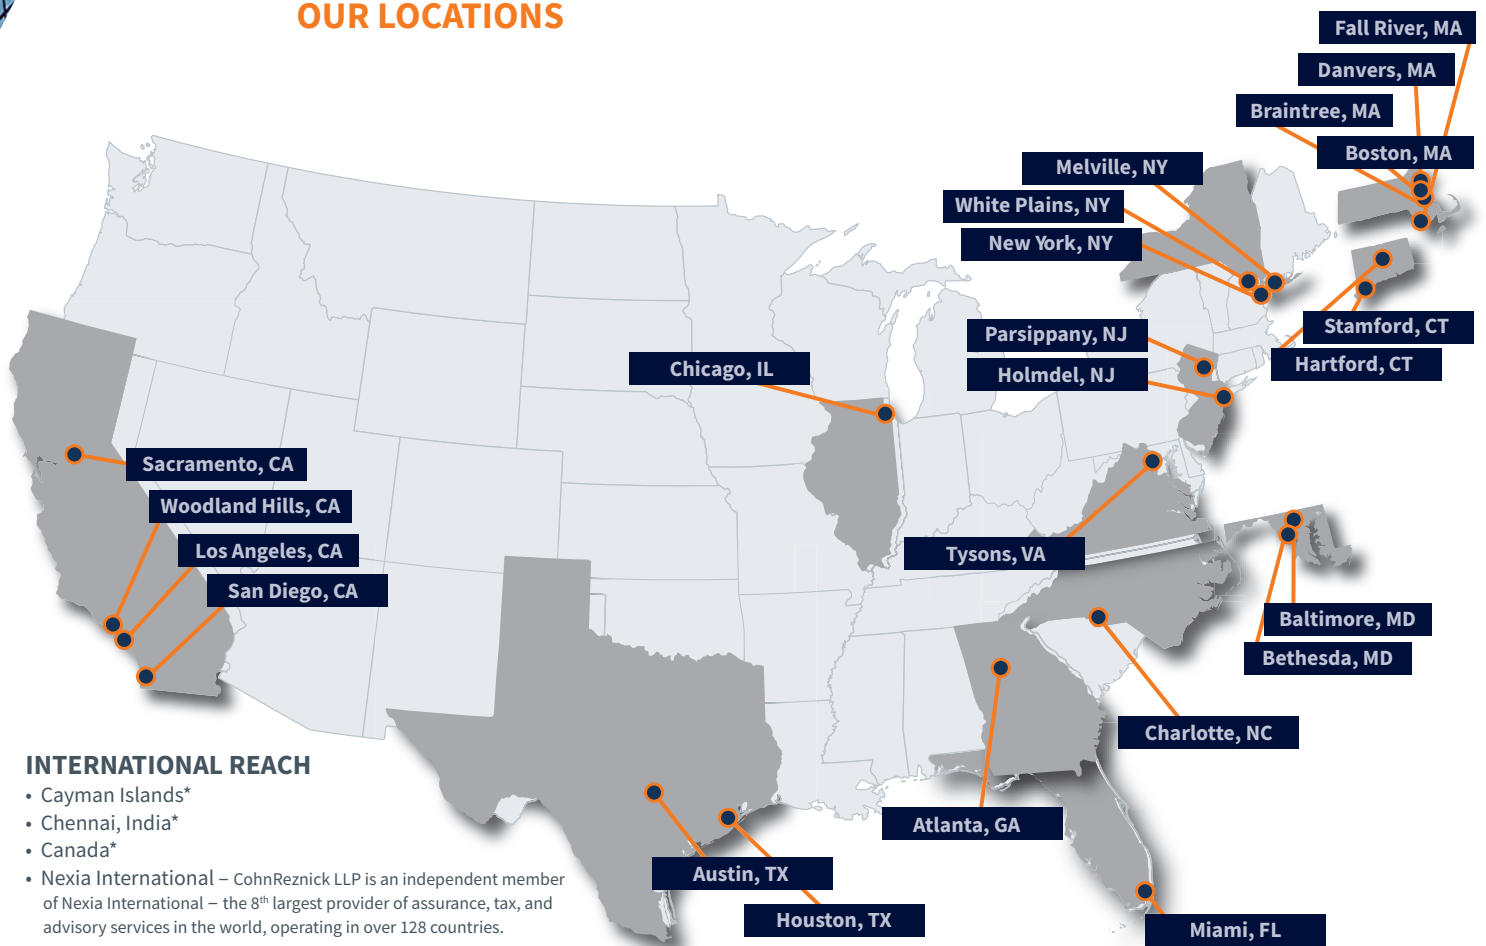 OUR LOCATIONS
Fall River, MA
Danvers, MA
Braintree, MA
Boston, MA
Melville, NY
White Plains, NY
New York, NY
Stamford, CT
Hartford, CT
Parsippany, NJ
Holmdel, NJ
Chicago, IL
Sacramento, CA
Woodland Hills, CA
Los Angeles, CA
San Diego, CA
Tysons, VA
Baltimore, MD
Bethesda, MD
Charlotte, NC
Atlanta, GA
Austin, TX
Houston, TX
Miami, FL
INTERNATIONAL REACH
• Cayman Islands*
• Chennai, India*
• Canada*
• Nexia International – CohnReznick LLP is an independent member
of Nexia International – the 8th largest provider of assurance, tax, and
advisory services in the world, operating in over 128 countries.